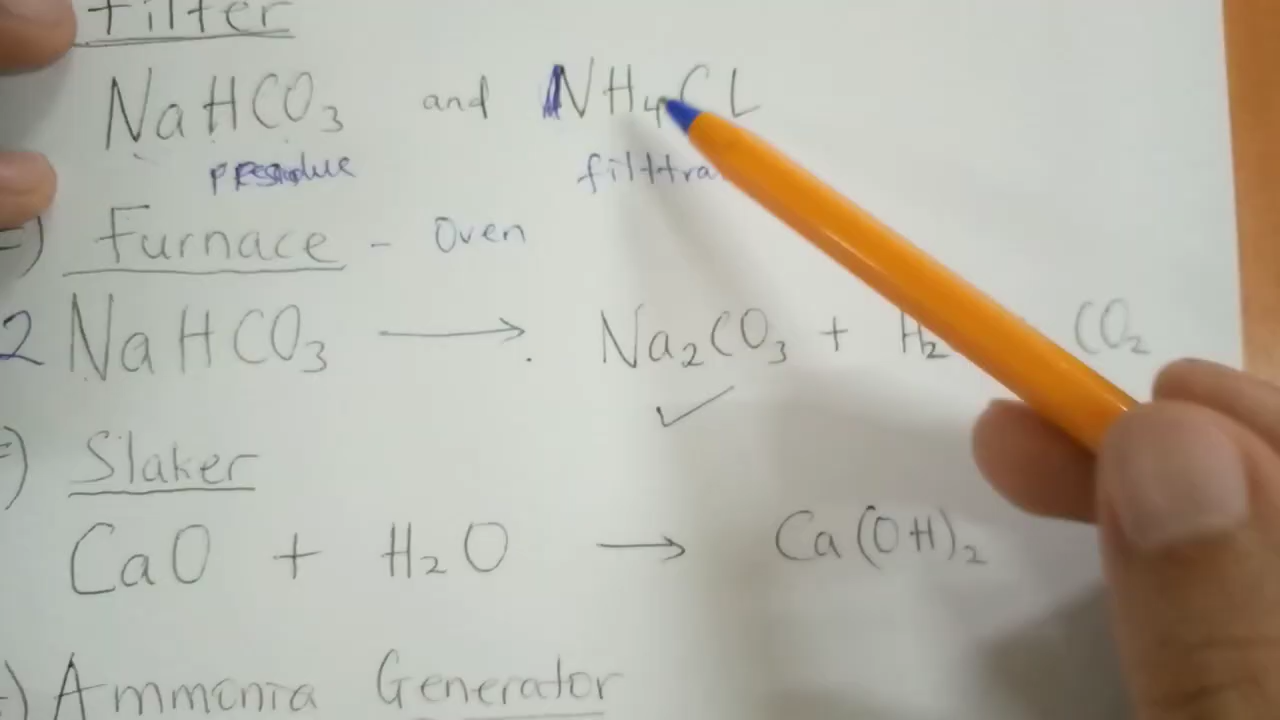 Filter
NaHCO₃ and NH₄CL
residue filttra
=) Furnace - Oven
2 NaHCO₃ → Na₂CO₃ + H₂ CO₂
=) Slaker
CaO + H₂O → Ca(OH)₂
=) Ammonia Generator